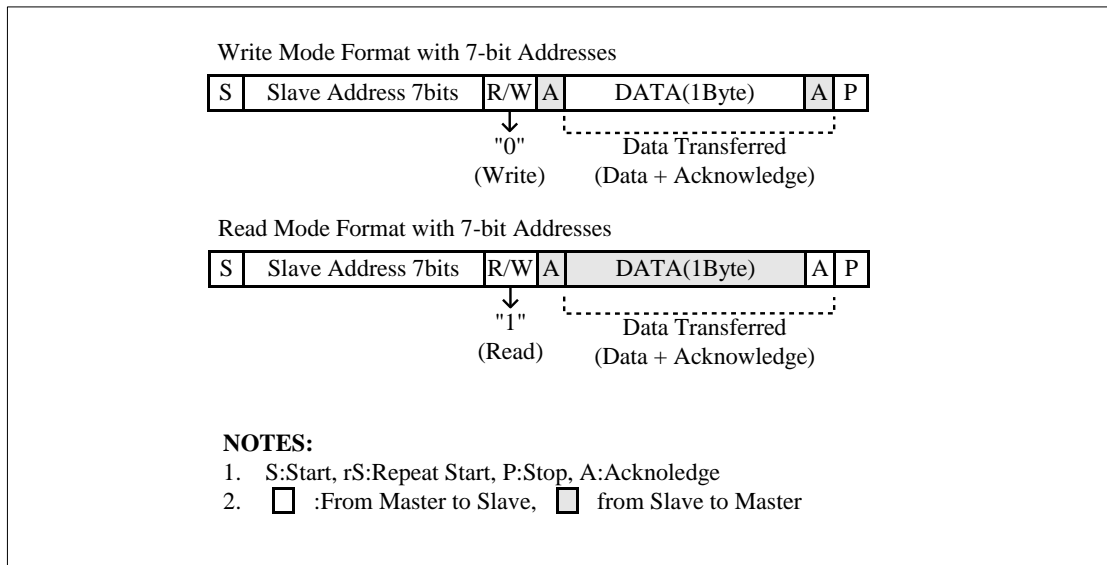 Write Mode Format with 7-bit Addresses
S Slave Address 7bits R/W A DATA(1Byte) A P
"0" Data Transferred
(Write) (Data + Acknowledge)
Read Mode Format with 7-bit Addresses
S Slave Address 7bits R/W A DATA(1Byte) A P
"1" Data Transferred
(Read) (Data + Acknowledge)
NOTES:
1. S:Start, rS:Repeat Start, P:Stop, A:Acknoledge
2. :From Master to Slave, from Slave to Master